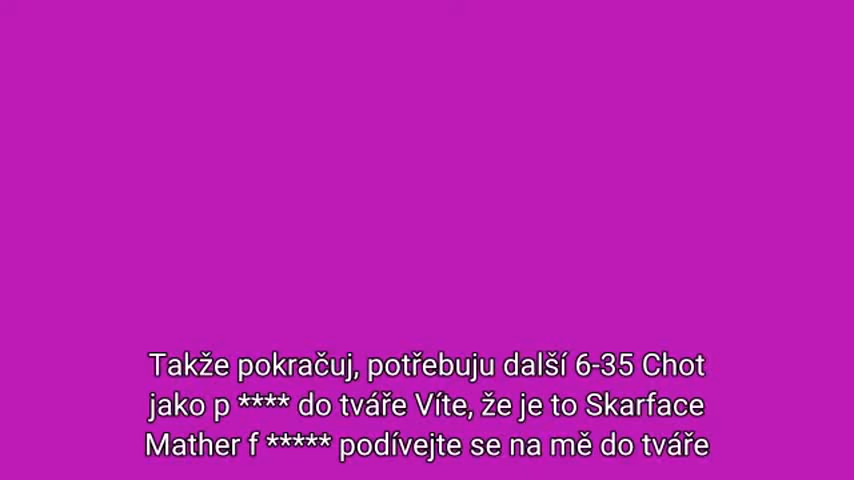 Takže pokračuj, potřebuju další 6-35 Chot
jako p **** do tváře Víte, že je to Skarface
Mather f ***** podívejte se na mě do tváře